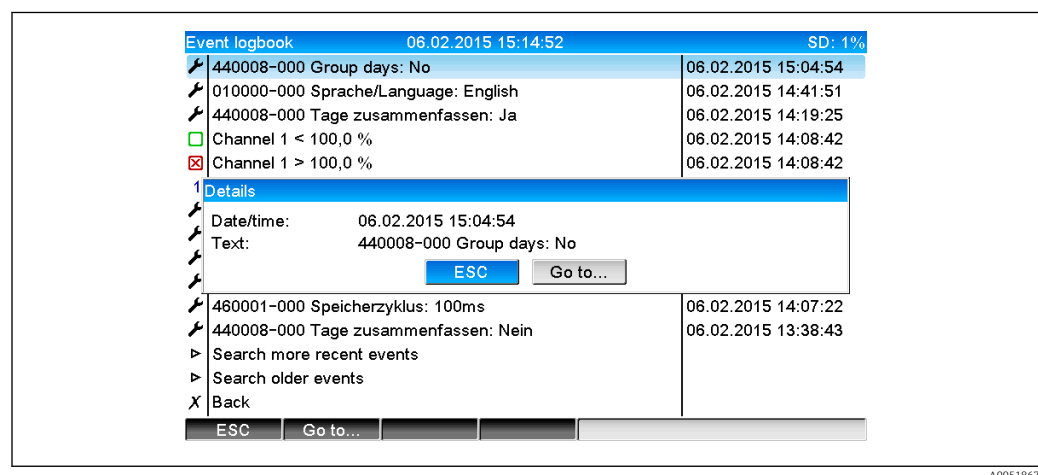 Event logbook 06.02.2015 15:14:52 SD: 1%
440008-000 Group days: No 06.02.2015 15:04:54
010000-000 Sprache/Language: English 06.02.2015 14:41:51
440008-000 Tage zusammenfassen: Ja 06.02.2015 14:19:25
Channel 1 < 100,0 % 06.02.2015 14:08:42
Channel 1 > 100,0 % 06.02.2015 14:08:42
1
Details
Date/time: 06.02.2015 15:04:54
Text: 440008-000 Group days: No
ESC Go to...
460001-000 Speicherzyklus: 100ms 06.02.2015 14:07:22
440008-000 Tage zusammenfassen: Nein 06.02.2015 13:38:43
Search more recent events
Search older events
X Back
ESC Go to...